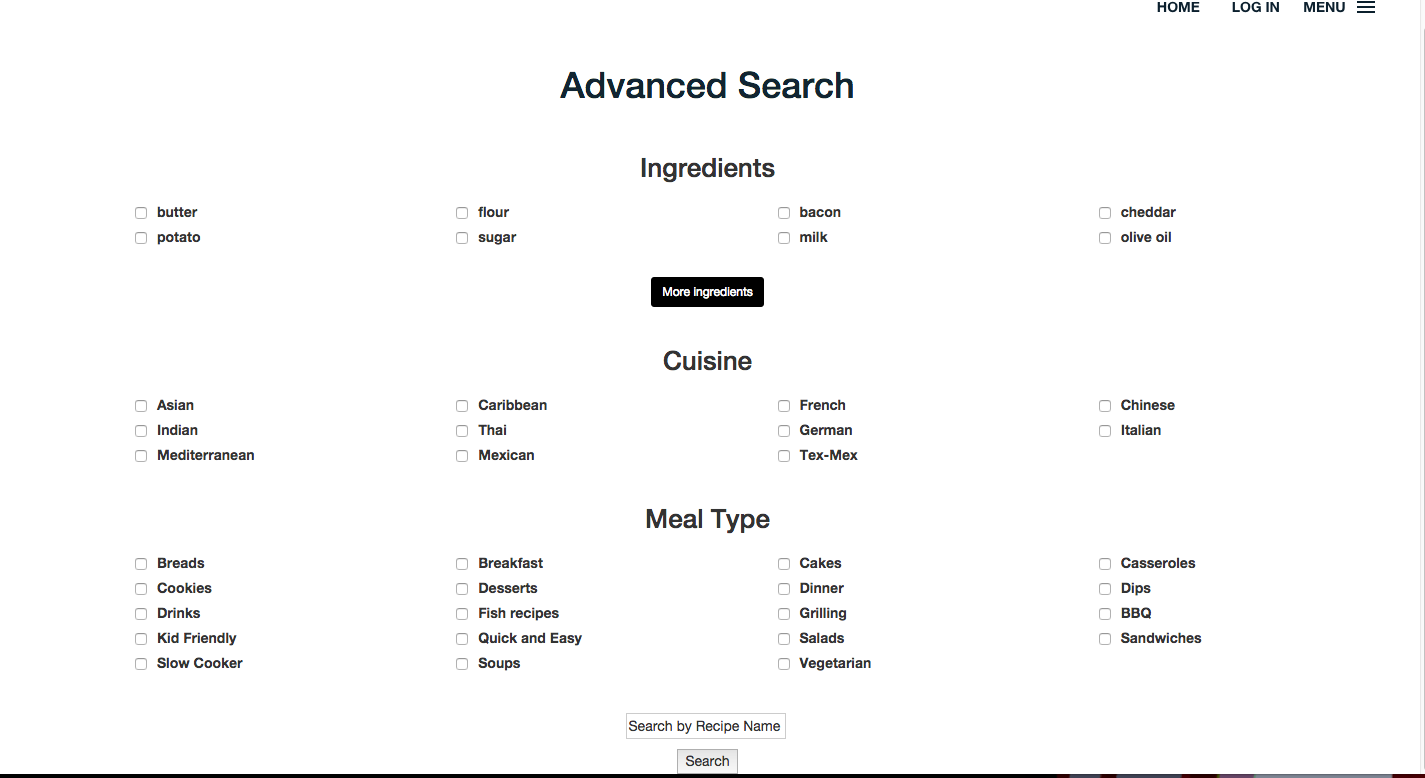 HOME LOG IN MENU
Advanced Search
Ingredients
butter flour bacon cheddar
potato sugar milk olive oil
More ingredients
Cuisine
Asian Caribbean French Chinese
Indian Thai German Italian
Mediterranean Mexican Tex-Mex
Meal Type
Breads Breakfast Cakes Casseroles
Cookies Desserts Dinner Dips
Drinks Fish recipes Grilling BBQ
Kid Friendly Quick and Easy Salads Sandwiches
Slow Cooker Soups Vegetarian
Search by Recipe Name
Search